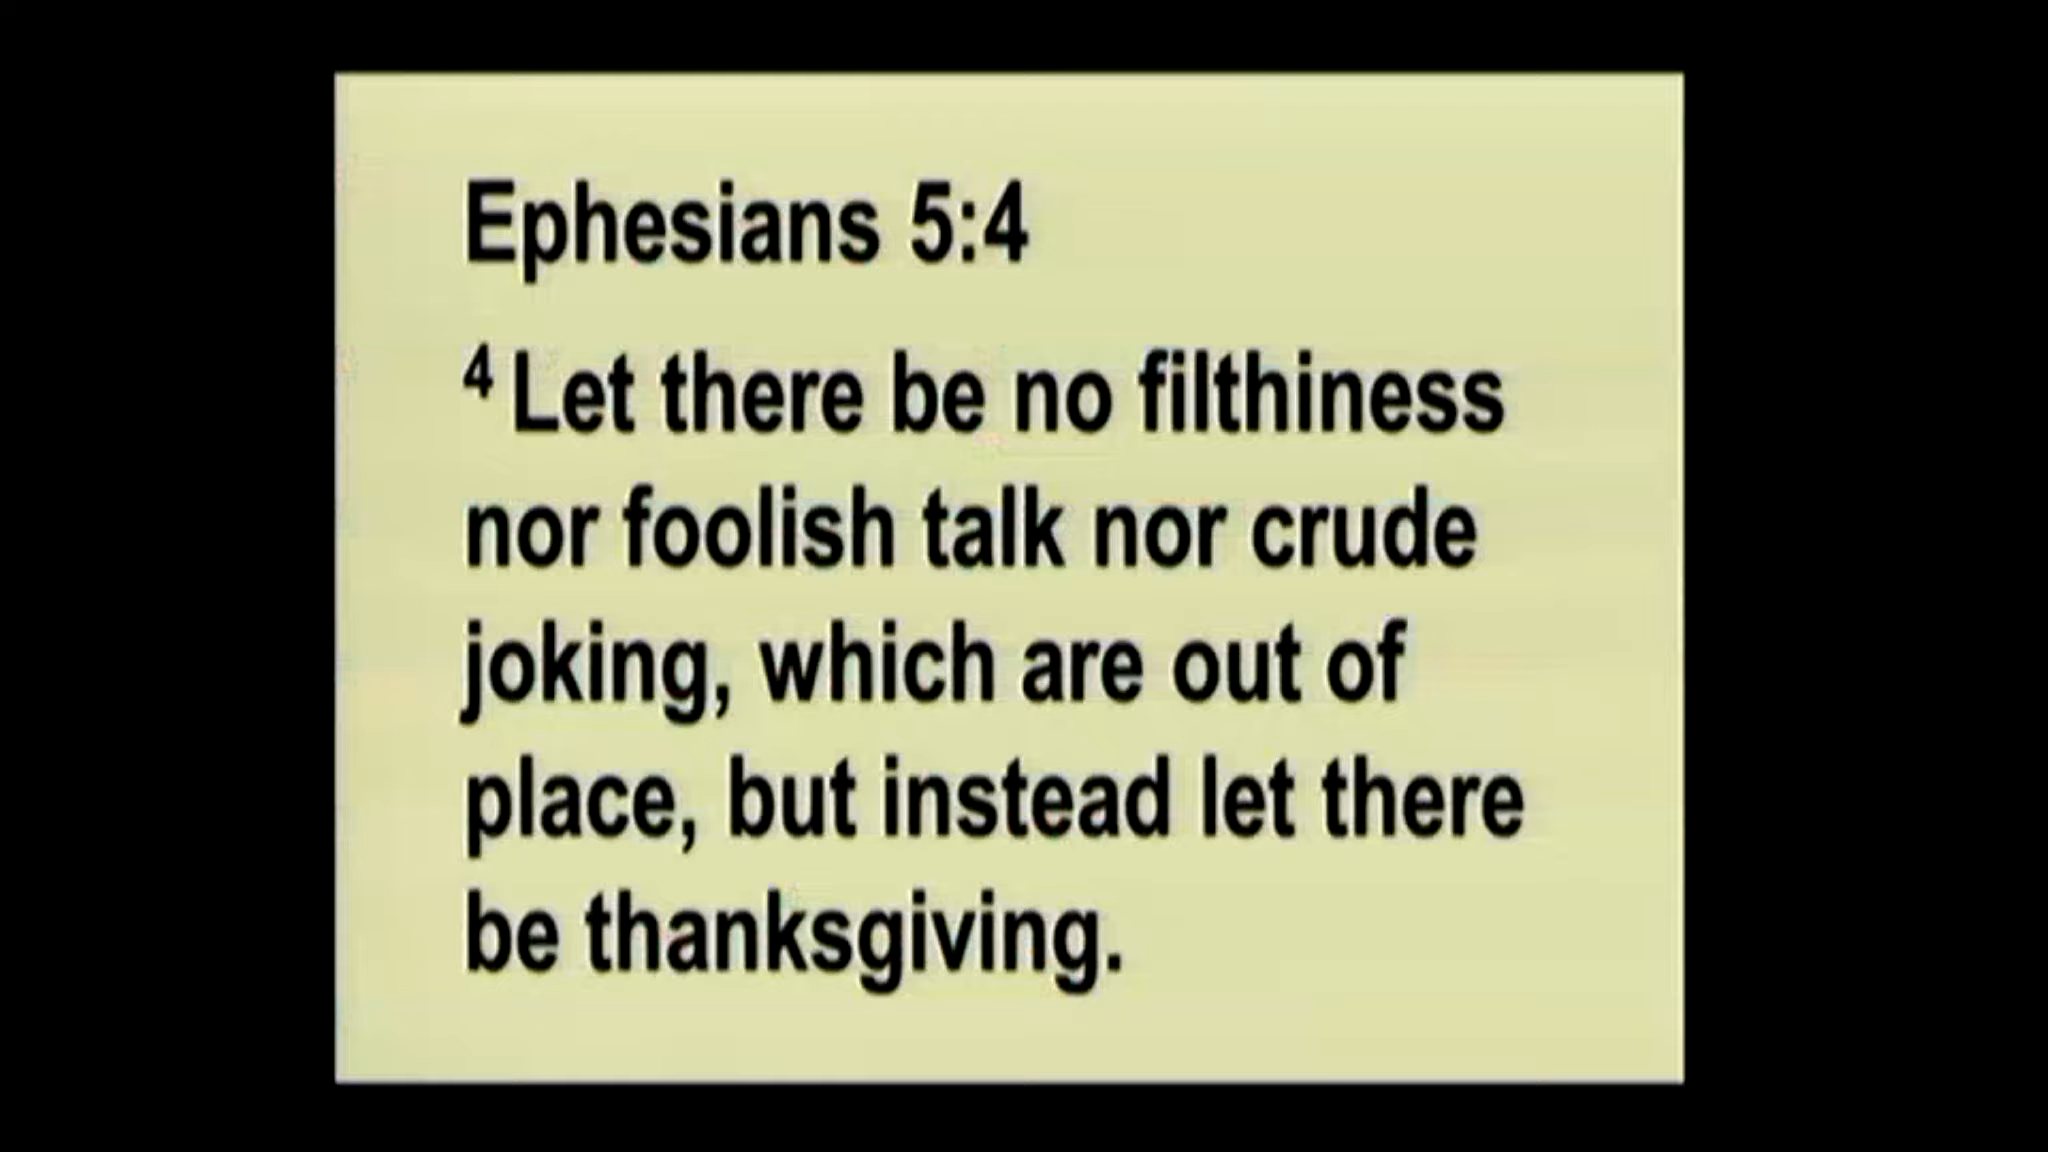 Ephesians 5:4
4 Let there be no filthiness
nor foolish talk nor crude
joking, which are out of
place, but instead let there
be thanksgiving.